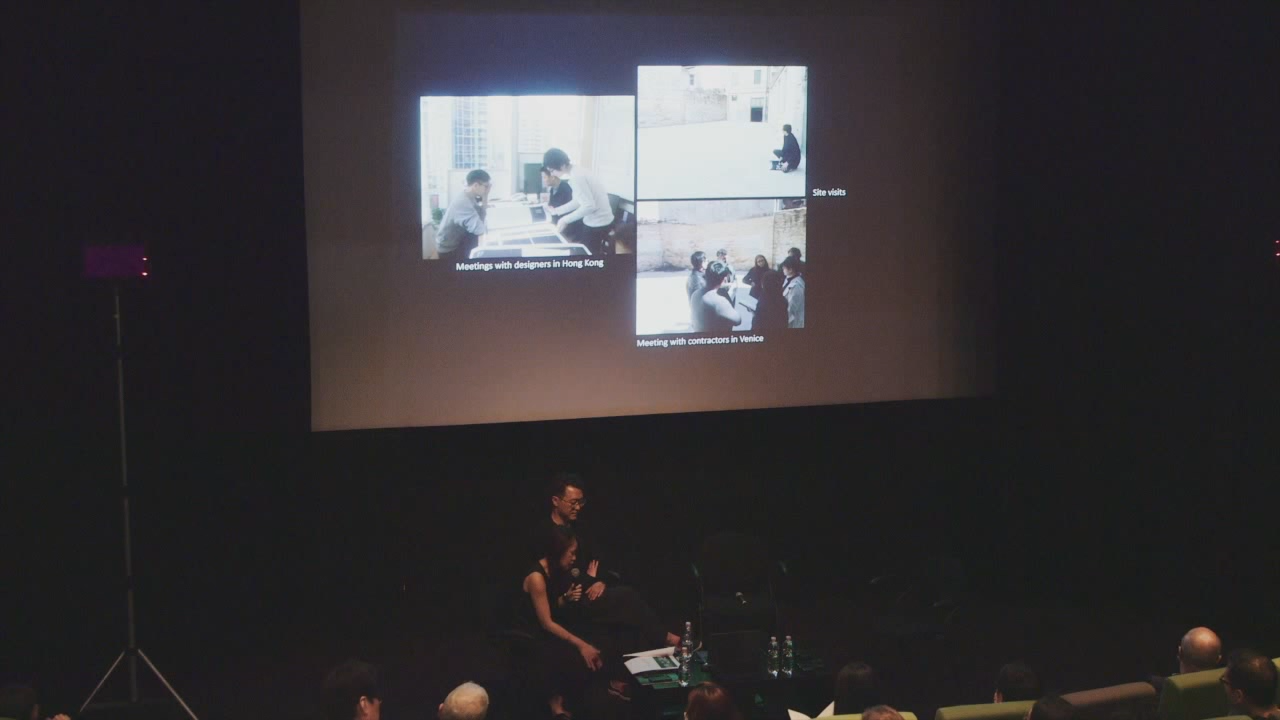 Site visits
Meetings with designers in Hong Kong
Meeting with contractors in Venice